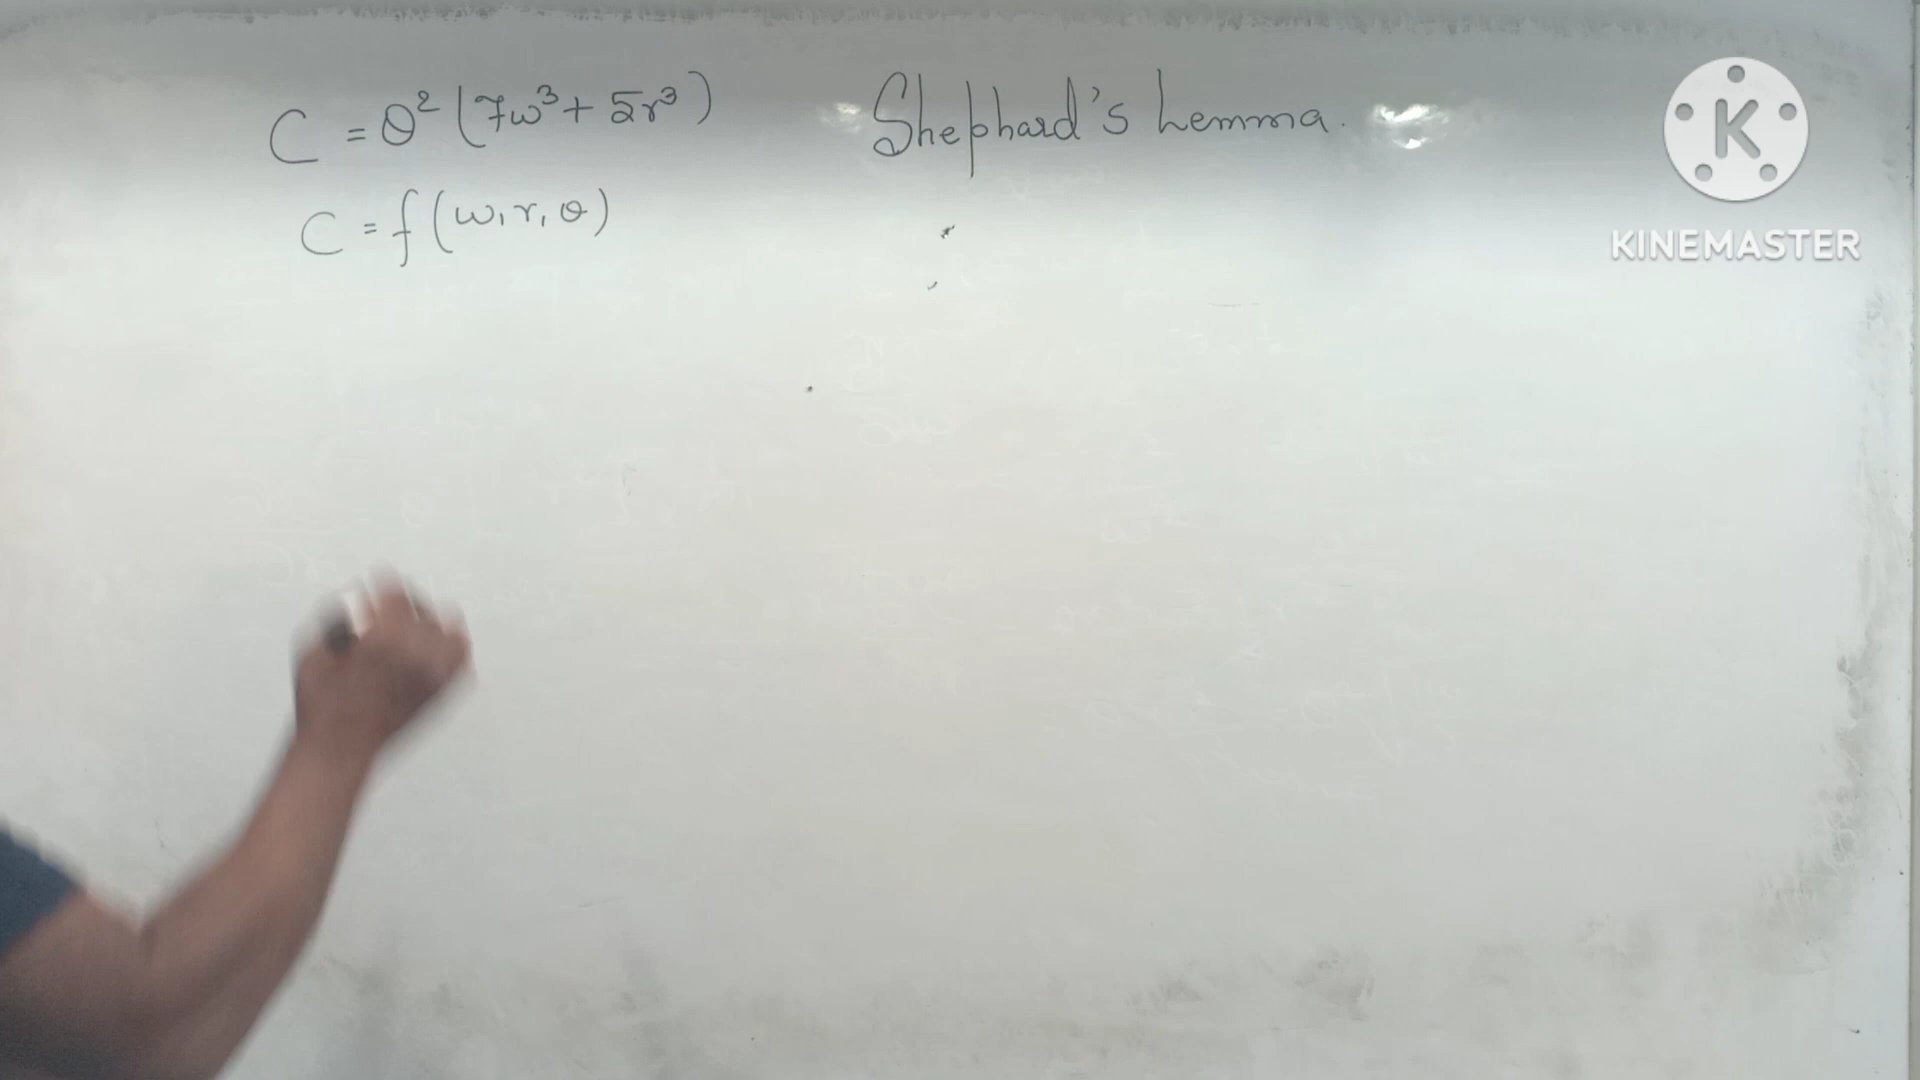 C = Q² (7w³ + 5r³)
Shephard's Lemma.
C = f(w, r, Q)
K
KINEMASTER